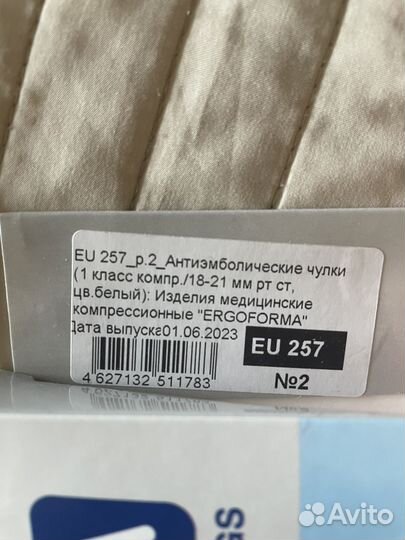 EU 257_р.2_Антиэмболические чулки
(1 класс компр./18-21 мм рт ст,
цв.белый): Изделия медицинские
компрессионные "ERGOFORMA"
Дата выпуска01.06.2023
EU 257
4 627132 511783
№2
Avito